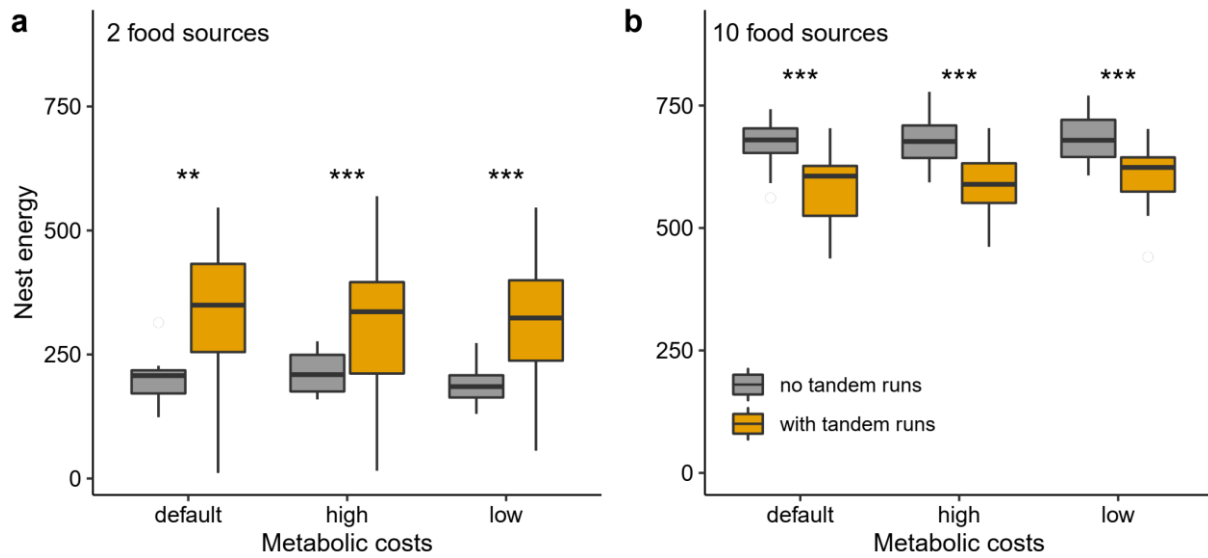 a
2 food sources
750
500
250
0
Nest energy
**
***
***
default
high
low
Metabolic costs
b
10 food sources
750
500
250
0
***
***
***
no tandem runs
with tandem runs
default
high
low
Metabolic costs